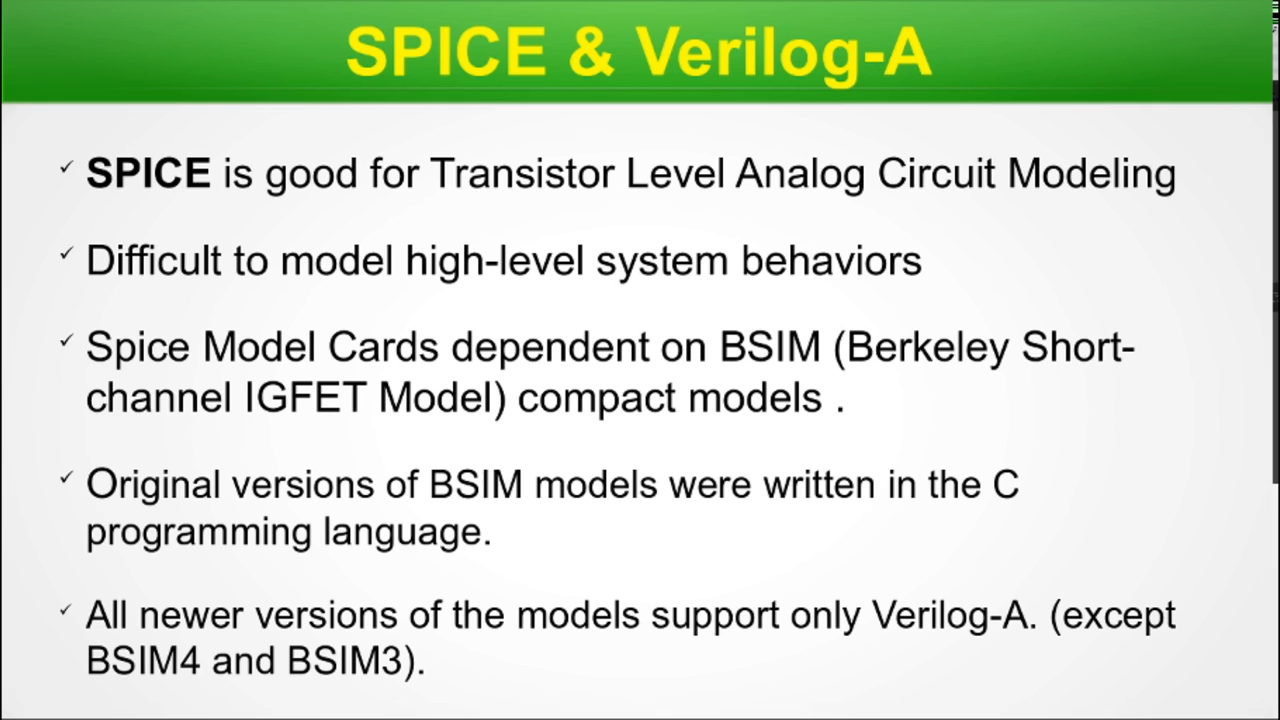 SPICE & Verilog-A
✓ SPICE is good for Transistor Level Analog Circuit Modeling
✓ Difficult to model high-level system behaviors
✓ Spice Model Cards dependent on BSIM (Berkeley Short-
channel IGFET Model) compact models .
✓ Original versions of BSIM models were written in the C
programming language.
✓ All newer versions of the models support only Verilog-A. (except
BSIM4 and BSIM3).